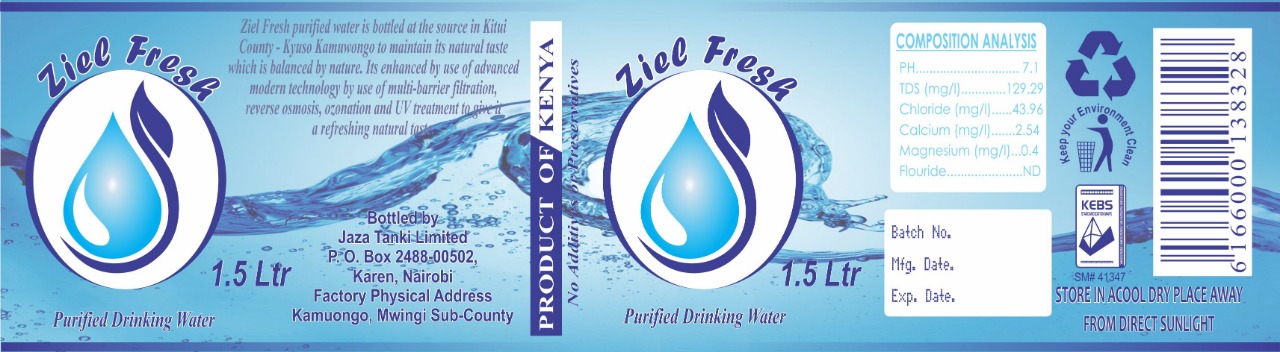 Ziel Fresh
1.5 Ltr
Purified Drinking Water
Ziel Fresh purified water is bottled at the source in Kitui
County - Kyuso Kamuwongo to maintain its natural taste
which is balanced by nature. Its enhanced by use of advanced
modern technology by use of multi-barrier filtration,
reverse osmosis, ozonation and UV treatment to give it
a refreshing natural taste
Bottled by
Jaza Tanki Limited
P. O. Box 2488-00502,
Karen, Nairobi
Factory Physical Address
Kamuongo, Mwingi Sub-County
PRODUCT OF KENYA
No Additives or Preservatives
Ziel Fresh
1.5 Ltr
Purified Drinking Water
COMPOSITION ANALYSIS
PH............................ 7.1
TDS (mg/l).............129.29
Chloride (mg/l)......43.96
Calcium (mg/l)......2.54
Magnesium (mg/l)...0.4
Flouride......................ND
Batch No.
Mfg. Date.
Exp. Date.
Keep your Environment Clean
KEBS
SM# 41347
6 166000 138328
STORE IN ACOOL DRY PLACE AWAY
FROM DIRECT SUNLIGHT